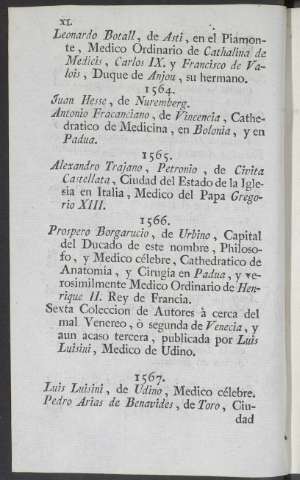 XI.
Leonardo Botall, de Asti, en el Piamon-
te, Medico Ordinario de Cathalina de
Medicis, Carlos IX. y Francisco de Va-
lois, Duque de Anjou, su hermano.
1564.
Juan Hesse, de Nuremberg.
Antonio Fracanciano, de Vincencia, Cathe-
dratico de Medicina, en Bolonia, y en
Padua.
1565.
Alexandro Trajano, Petronio, de Civita
Castellata, Ciudad del Estado de la Igle-
sia en Italia, Medico del Papa Grego-
rio XIII.
1566.
Prospero Borgarucio, de Urbino, Capital
del Ducado de este nombre, Philoso-
fo, y Médico célebre, Cathedratico de
Anatomia, y Cirugía en Padua, y ve-
rosimilmente Medico Ordinario de Hen-
rique II. Rey de Francia.
Sexta Coleccion de Autores à cerca del
mal Venereo, ò segunda de Venecia, y
aun acaso tercera, publicada por Luis
Luisini, Medico de Udino.
1567.
Luis Luisini, de Udino, Medico célebre.
Pedro Arias de Benavides, de Toro, Ciu-
dad